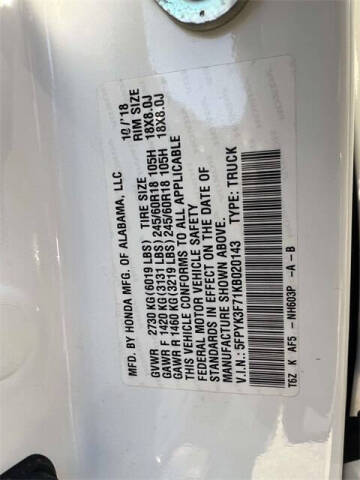 MFD. BY HONDA MFG. OF ALABAMA, LLC 10/18
GVWR 2730 KG(6019 LBS) TIRE SIZE RIM SIZE
GAWR F 1420 KG(3131 LBS) 245/60R18 105H 18X8.0J
GAWR R 1460 KG(3219 LBS) 245/60R18 105H 18X8.0J
THIS VEHICLE CONFORMS TO ALL APPLICABLE
FEDERAL MOTOR VEHICLE SAFETY
STANDARDS IN EFFECT ON THE DATE OF
MANUFACTURE SHOWN ABOVE.
V.I.N.: 5FPYK3F71KB020143 TYPE: TRUCK
T6Z K AF5 - NH603P -A -B